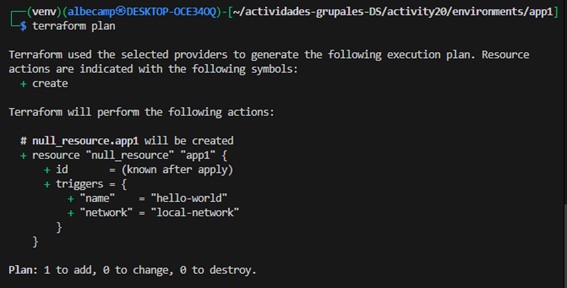 (venv)(albecamp㉿DESKTOP-OCE34OQ)-[~/actividades-grupales-DS/activity20/environments/app1]
$ terraform plan
Terraform used the selected providers to generate the following execution plan. Resource
actions are indicated with the following symbols:
+ create
Terraform will perform the following actions:
# null_resource.app1 will be created
+ resource "null_resource" "app1" {
+ id = (known after apply)
+ triggers = {
+ "name" = "hello-world"
+ "network" = "local-network"
}
}
Plan: 1 to add, 0 to change, 0 to destroy.